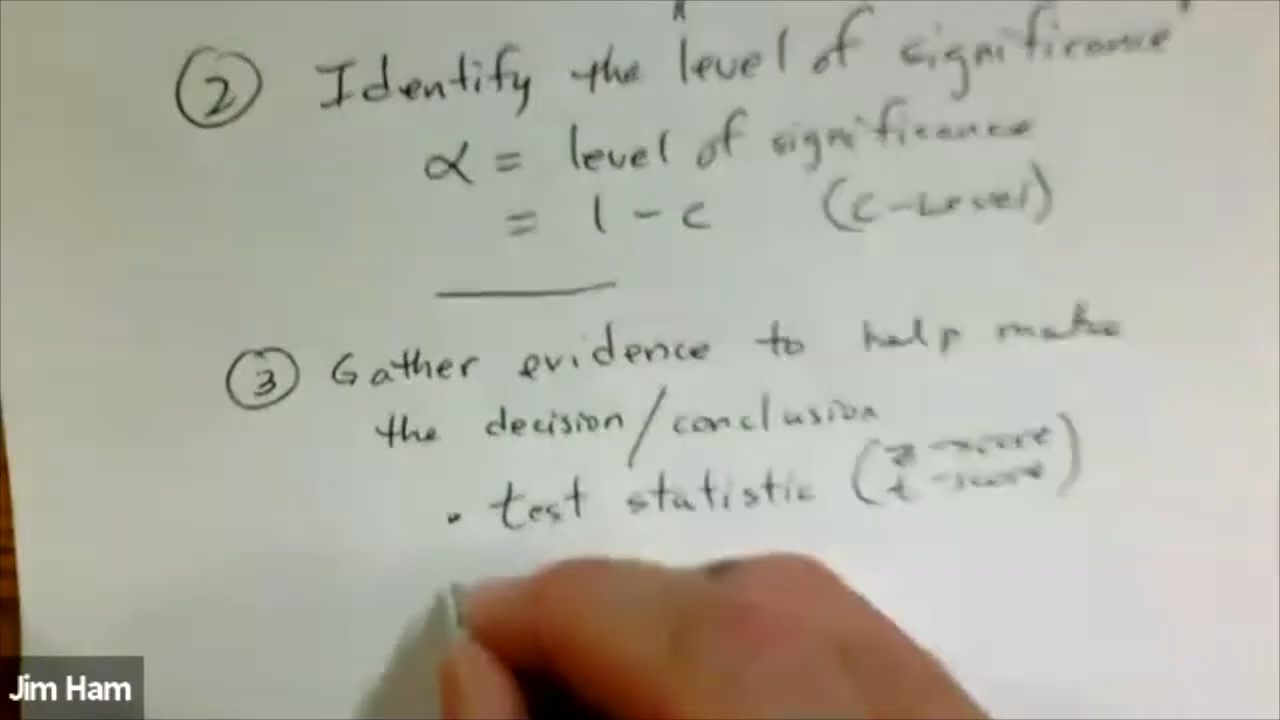 ② Identify the "level of significance"
α = level of significance
= 1 - c (c-Level)
③ Gather evidence to help make
the decision/conclusion
• test statistic (z-score
t-score)
Jim Ham